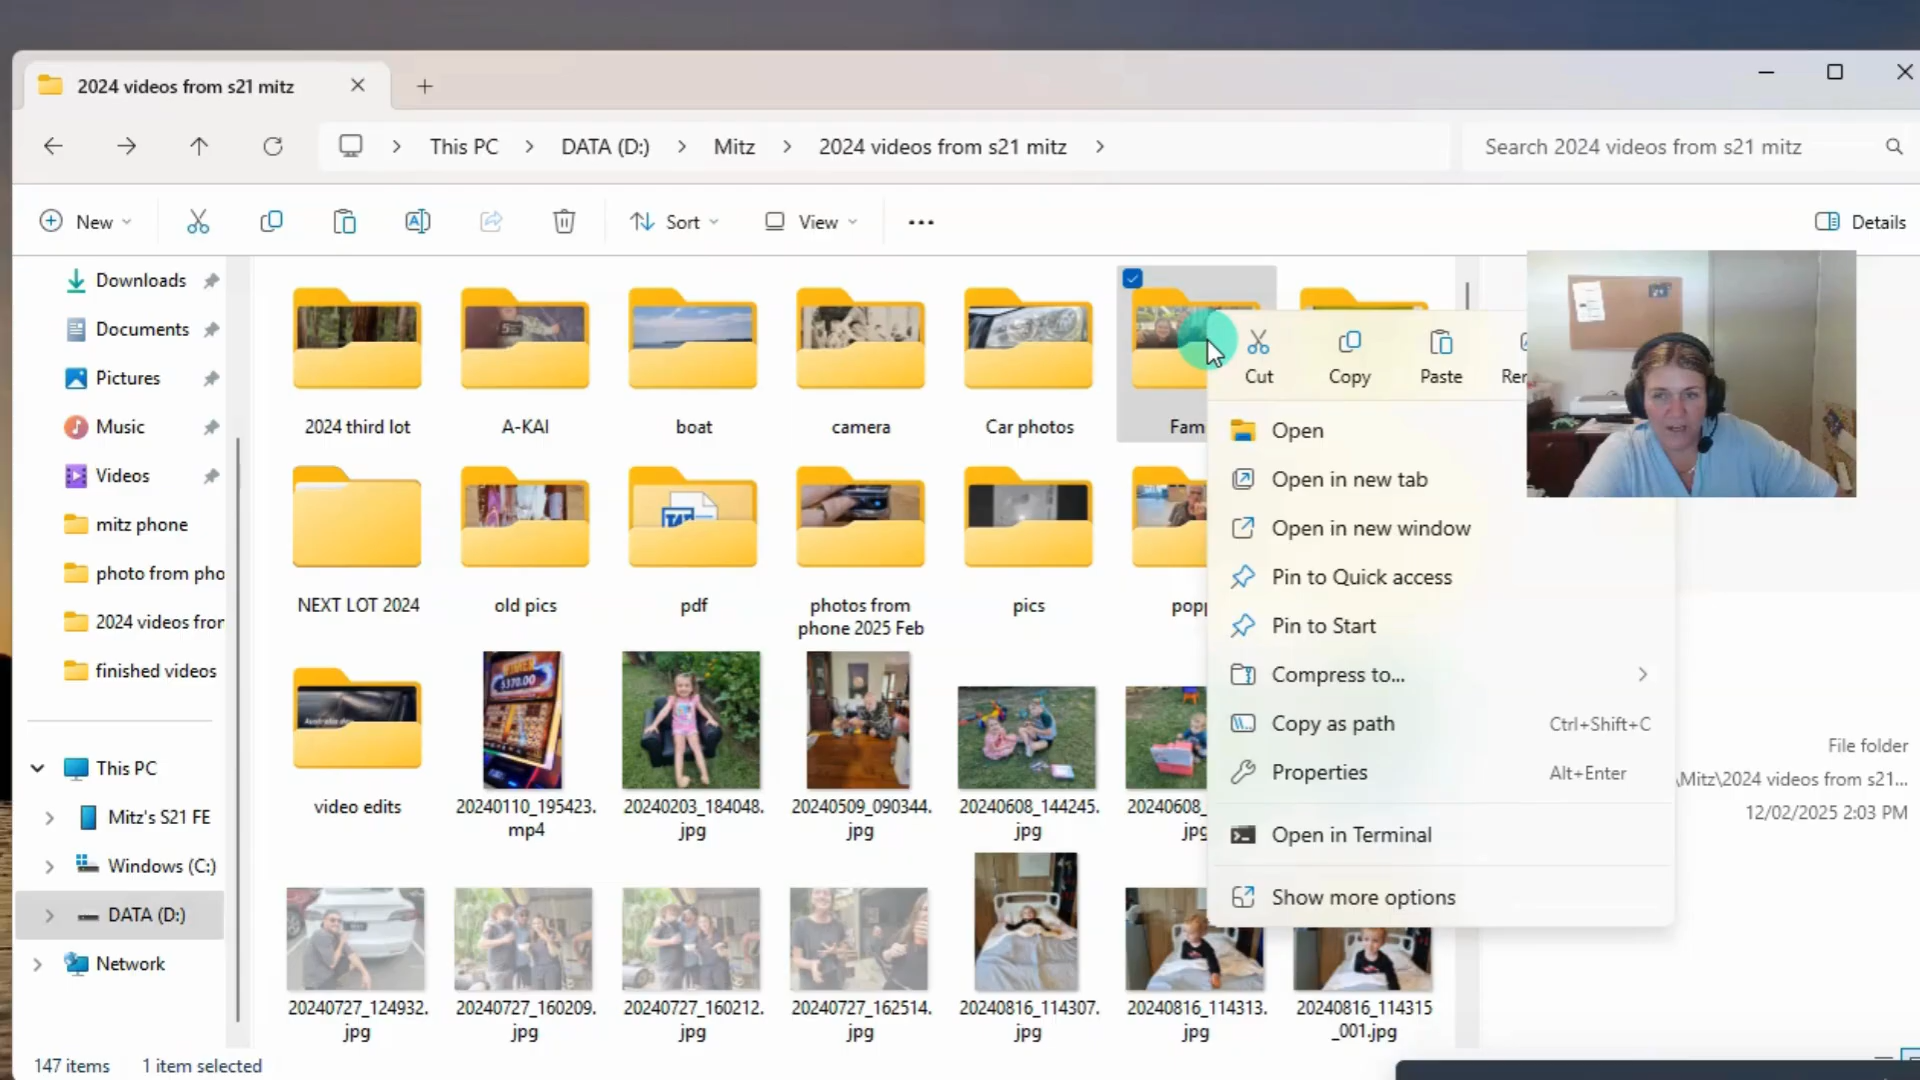 2024 videos from s21 mitz
This PC
DATA (D:)
Mitz
2024 videos from s21 mitz
Search 2024 videos from s21 mitz
New
Sort
View
Details
Downloads
Documents
Pictures
Music
Videos
mitz phone
photo from pho
2024 videos fror
finished videos
This PC
Mitz's S21 FE
Windows (C:)
DATA (D:)
Network
2024 third lot
A-KAI
boat
camera
Car photos
Fam
NEXT LOT 2024
old pics
pdf
photos from
phone 2025 Feb
pics
popp
video edits
20240110_195423.
mp4
20240203_184048.
jpg
20240509_090344.
jpg
20240608_144245.
jpg
20240608_
jpg
20240727_124932.
jpg
20240727_160209.
jpg
20240727_160212.
jpg
20240727_162514.
jpg
20240816_114307.
jpg
20240816_114313.
jpg
20240816_114315
_001.jpg
Cut
Copy
Paste
Ren
Open
Open in new tab
Open in new window
Pin to Quick access
Pin to Start
Compress to...
Copy as path
Ctrl+Shift+C
Properties
Alt+Enter
Open in Terminal
Show more options
File folder
\Mitz\2024 videos from s21...
12/02/2025 2:03 PM
147 items
1 item selected